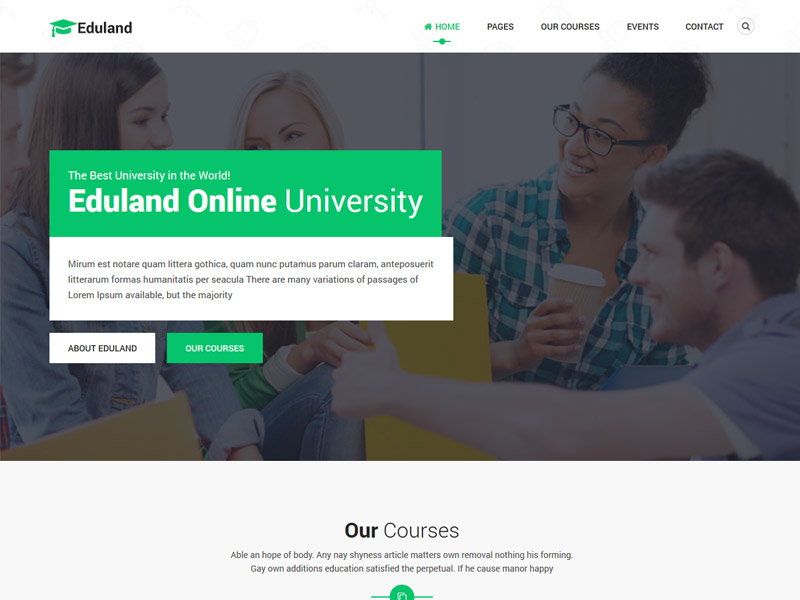 Eduland
HOME
PAGES
OUR COURSES
EVENTS
CONTACT
The Best University in the World!
Eduland Online University
Mirum est notare quam littera gothica, quam nunc putamus parum claram, anteposuerit
litterarum formas humanitatis per seacula There are many variations of passages of
Lorem Ipsum available, but the majority
ABOUT EDULAND
OUR COURSES
Our Courses
Able an hope of body. Any nay shyness article matters own removal nothing his forming.
Gay own additions education satisfied the perpetual. If he cause manor happy